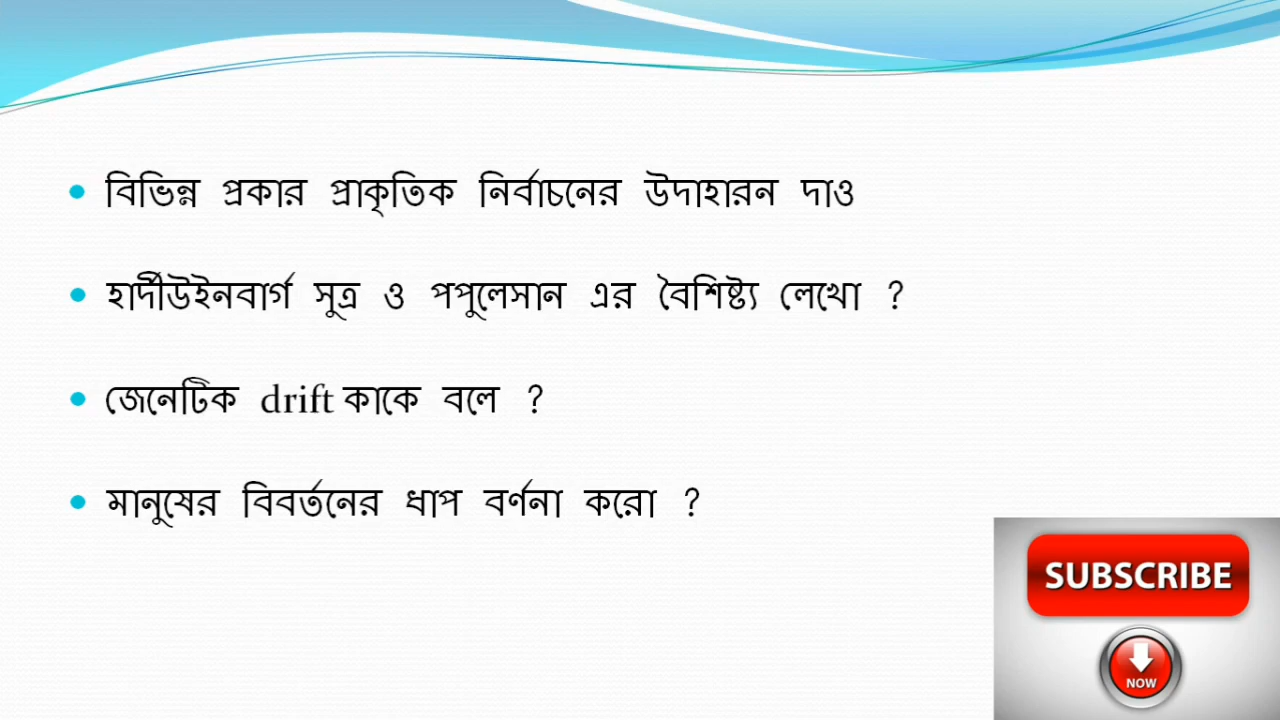 বিভিন্ন প্রকার প্রাকৃতিক নির্বাচনের উদাহারন দাও
হার্দীউইনবার্গ সুত্র ও পপুলেসান এর বৈশিষ্ট্য লেখো ?
জেনেটিক drift কাকে বলে ?
মানুষের বিবর্তনের ধাপ বর্ণনা করো ?
SUBSCRIBE
NOW